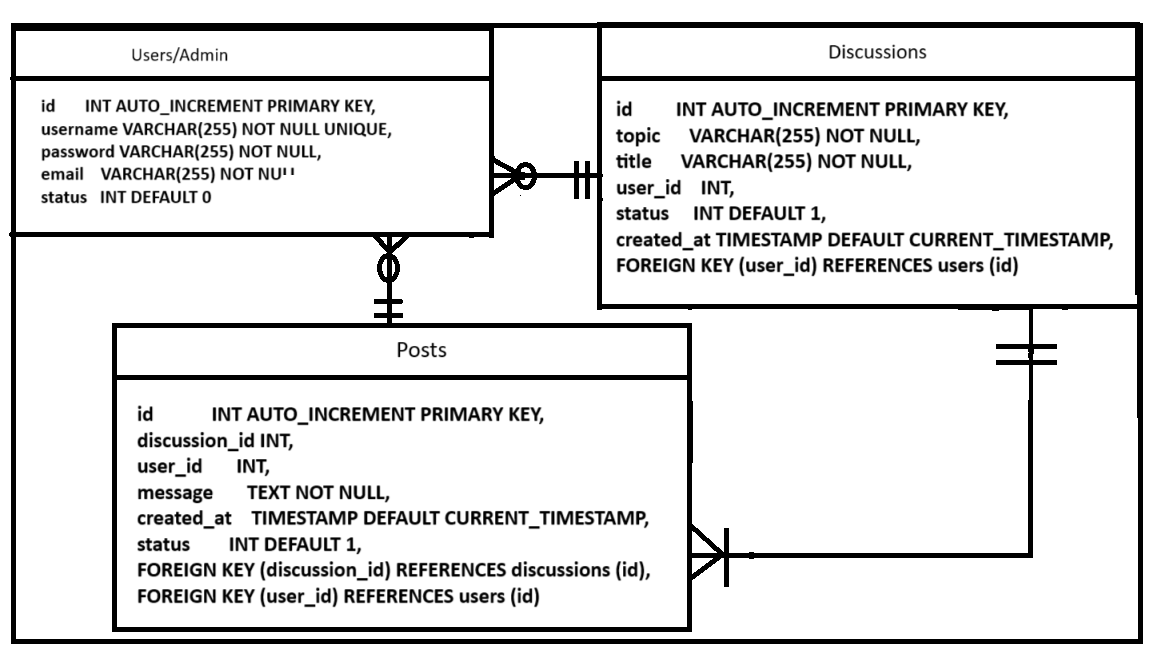 Users/Admin
id INT AUTO_INCREMENT PRIMARY KEY,
username VARCHAR(255) NOT NULL UNIQUE,
password VARCHAR(255) NOT NULL,
email VARCHAR(255) NOT
status INT DEFAULT 0
Discussions
id INT AUTO_INCREMENT PRIMARY KEY,
topic VARCHAR(255) NOT NULL,
title VARCHAR(255) NOT NULL,
user_id INT,
status INT DEFAULT 1,
created_at TIMESTAMP DEFAULT CURRENT_TIMESTAMP,
FOREIGN KEY (user_id) REFERENCES users (id)
Posts
id INT AUTO_INCREMENT PRIMARY KEY,
discussion_id INT,
user_id INT,
message TEXT NOT NULL,
created_at TIMESTAMP DEFAULT CURRENT_TIMESTAMP,
status INT DEFAULT 1,
FOREIGN KEY (discussion_id) REFERENCES discussions (id),
FOREIGN KEY (user_id) REFERENCES users (id)